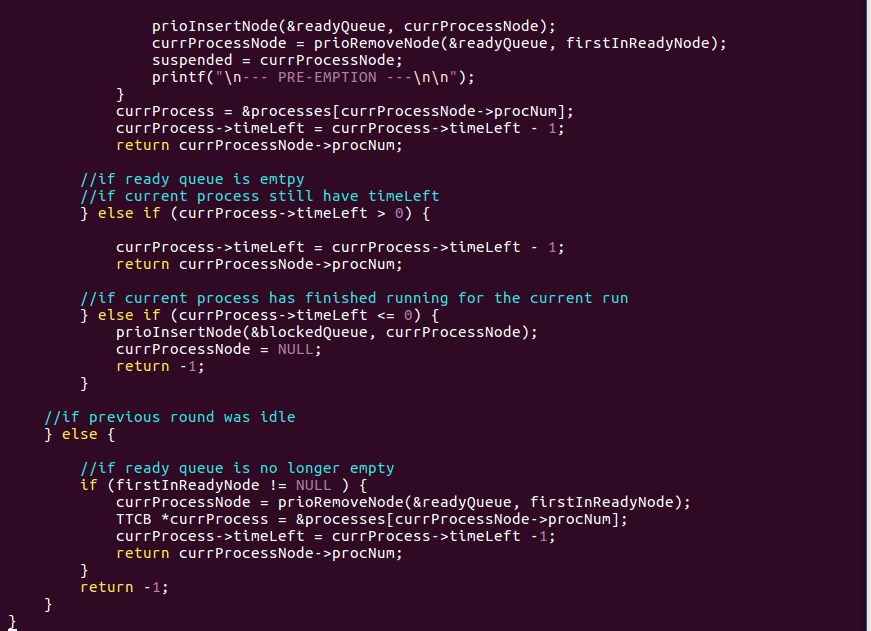 prioInsertNode(&readyQueue, currProcessNode);
                currProcessNode = prioRemoveNode(&readyQueue, firstInReadyNode);
                suspended = currProcessNode;
                printf("\n--- PRE-EMPTION ---\n\n");
            }
            currProcess = &processes[currProcessNode->procNum];
            currProcess->timeLeft = currProcess->timeLeft - 1;
            return currProcessNode->procNum;

        //if ready queue is emtpy
        //if current process still have timeLeft
        } else if (currProcess->timeLeft > 0) {

            currProcess->timeLeft = currProcess->timeLeft - 1;
            return currProcessNode->procNum;

        //if current process has finished running for the current run
        } else if (currProcess->timeLeft <= 0) {
            prioInsertNode(&blockedQueue, currProcessNode);
            currProcessNode = NULL;
            return -1;
        }

    //if previous round was idle
    } else {

        //if ready queue is no longer empty
        if (firstInReadyNode != NULL ) {
            currProcessNode = prioRemoveNode(&readyQueue, firstInReadyNode);
            TTCB *currProcess = &processes[currProcessNode->procNum];
            currProcess->timeLeft = currProcess->timeLeft -1;
            return currProcessNode->procNum;
        }
        return -1;
    }
}